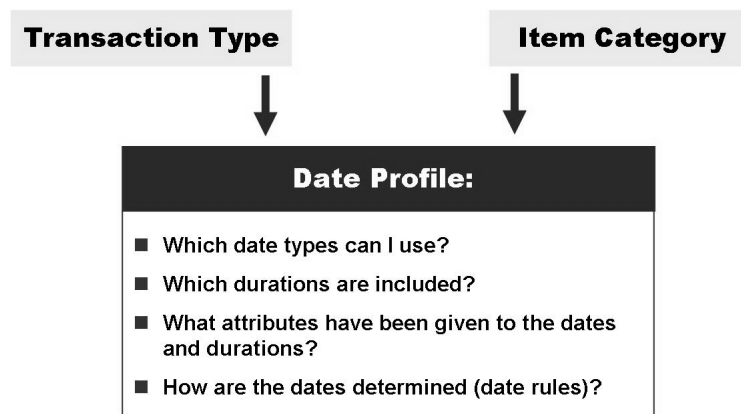 Transaction Type
Item Category
Date Profile:
Which date types can I use?
Which durations are included?
What attributes have been given to the dates
and durations?
How are the dates determined (date rules)?